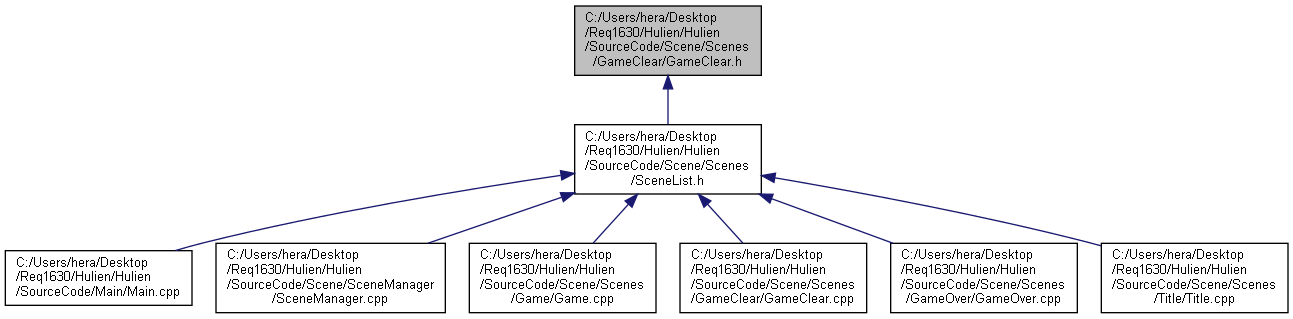 C:/Users/hera/Desktop
/Req1630/Hulien/Hulien
/SourceCode/Scene/Scenes
/GameClear/GameClear.h
C:/Users/hera/Desktop
/Req1630/Hulien/Hulien
/SourceCode/Scene/Scenes
/SceneList.h
C:/Users/hera/Desktop
/Req1630/Hulien/Hulien
/SourceCode/Main/Main.cpp
C:/Users/hera/Desktop
/Req1630/Hulien/Hulien
/SourceCode/Scene/SceneManager
/SceneManager.cpp
C:/Users/hera/Desktop
/Req1630/Hulien/Hulien
/SourceCode/Scene/Scenes
/Game/Game.cpp
C:/Users/hera/Desktop
/Req1630/Hulien/Hulien
/SourceCode/Scene/Scenes
/GameClear/GameClear.cpp
C:/Users/hera/Desktop
/Req1630/Hulien/Hulien
/SourceCode/Scene/Scenes
/GameOver/GameOver.cpp
C:/Users/hera/Desktop
/Req1630/Hulien/Hulien
/SourceCode/Scene/Scenes
/Title/Title.cpp